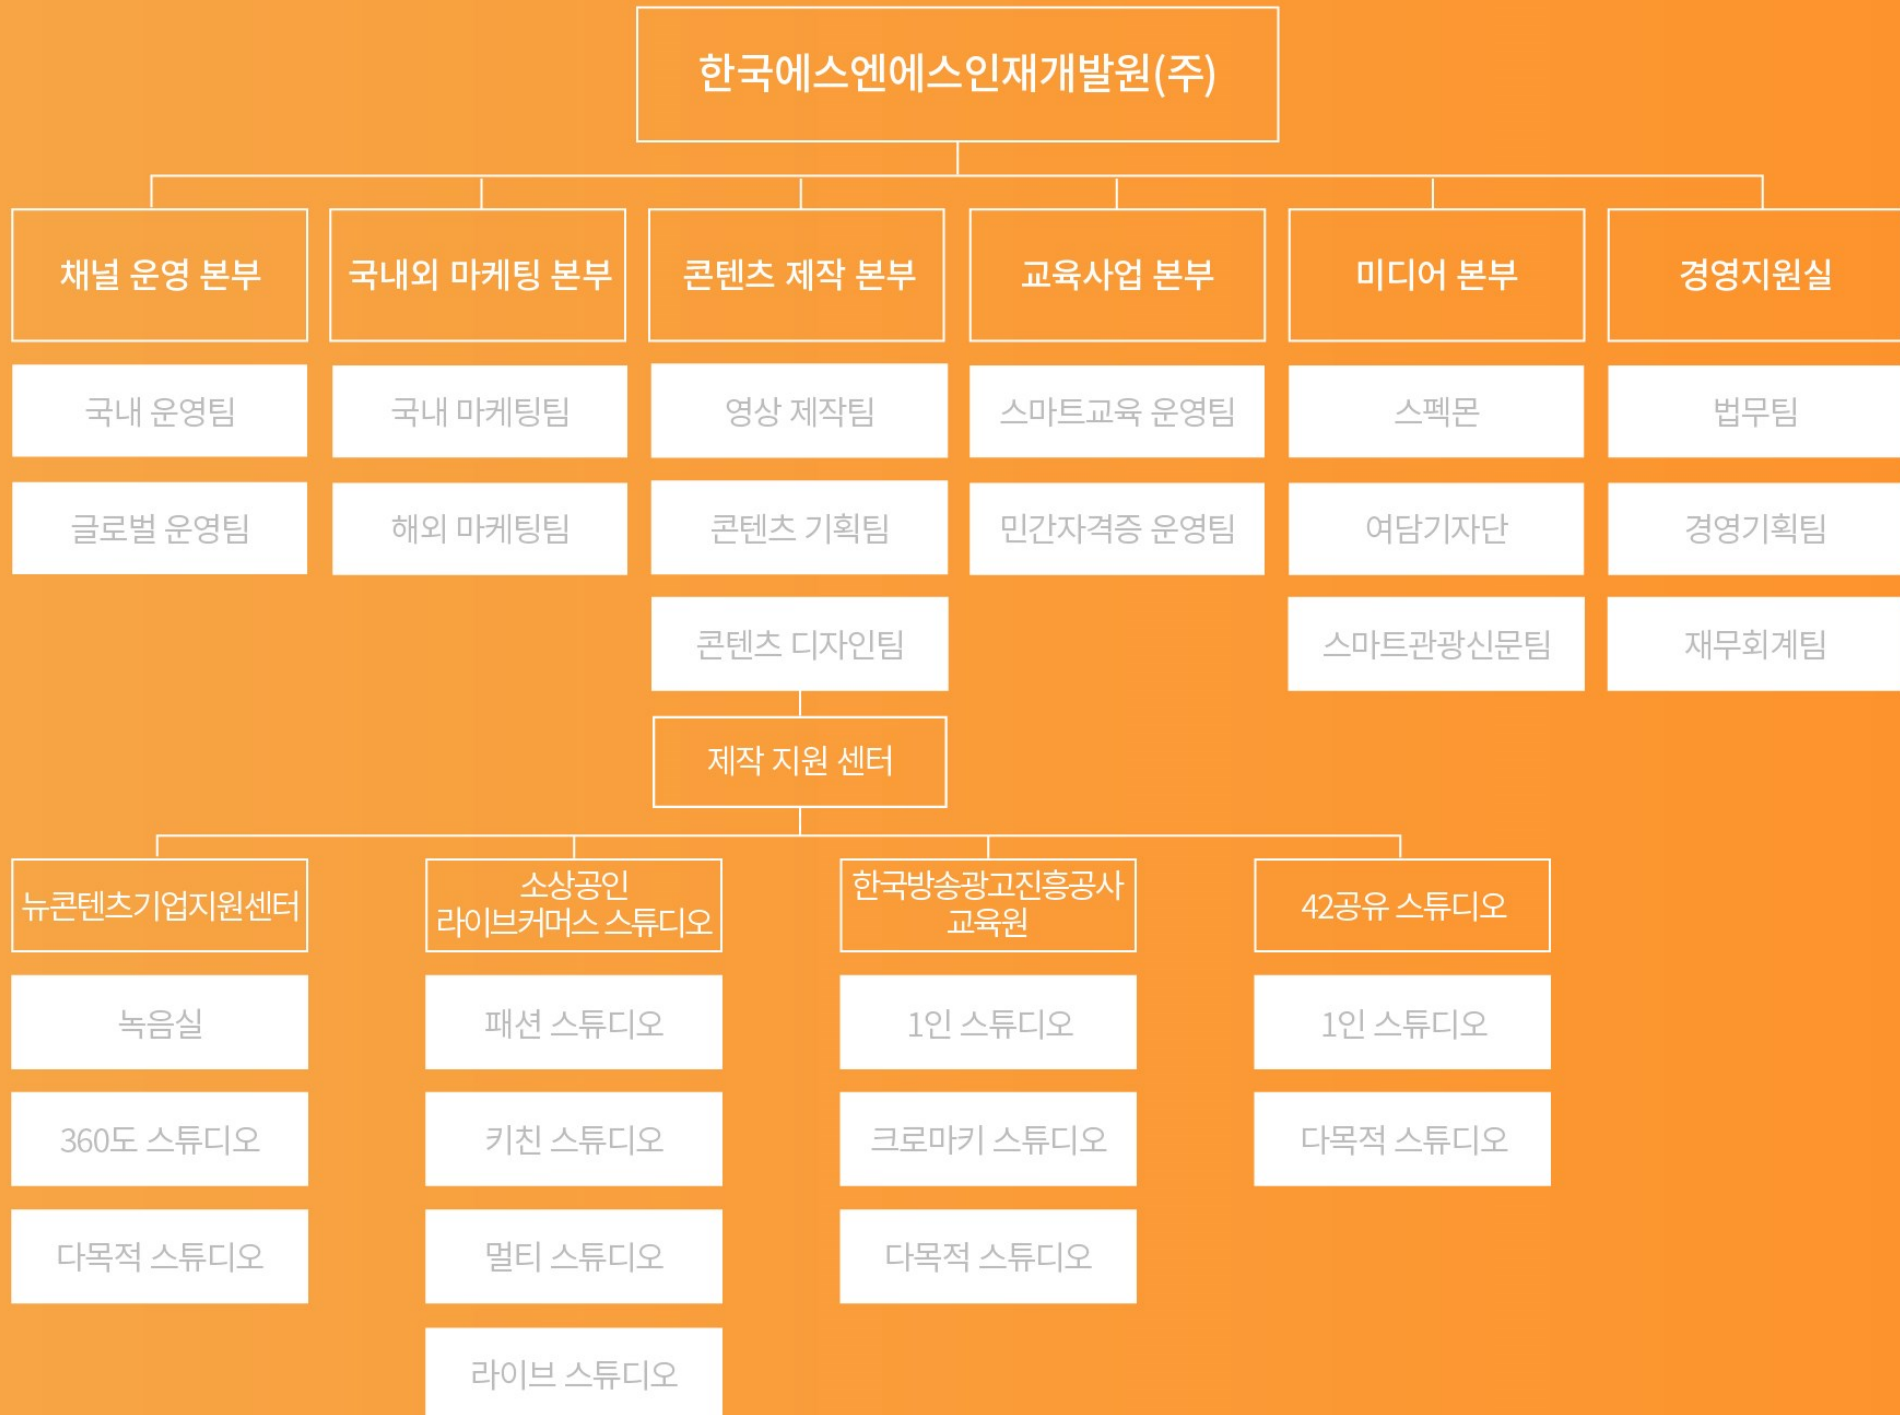 한국에스엔에스인재개발원(주)
채널 운영 본부
국내외 마케팅 본부
콘텐츠 제작 본부
교육사업 본부
미디어 본부
경영지원실
국내 운영팀
국내 마케팅팀
영상 제작팀
스마트교육 운영팀
스펙몬
법무팀
글로벌 운영팀
해외 마케팅팀
콘텐츠 기획팀
민간자격증 운영팀
여담기자단
경영기획팀
콘텐츠 디자인팀
스마트관광신문팀
재무회계팀
제작 지원 센터
뉴콘텐츠기업지원센터
소상공인
라이브커머스 스튜디오
한국방송광고진흥공사
교육원
42공유 스튜디오
녹음실
패션 스튜디오
1인 스튜디오
1인 스튜디오
360도 스튜디오
키친 스튜디오
크로마키 스튜디오
다목적 스튜디오
다목적 스튜디오
멀티 스튜디오
다목적 스튜디오
라이브 스튜디오